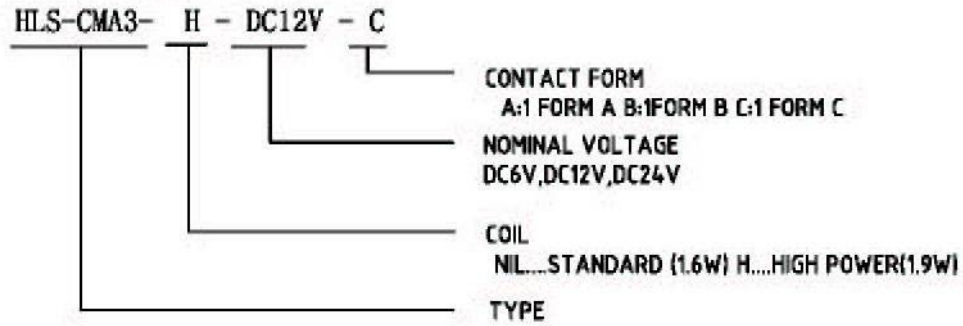 HLS-CMA3- H - DC12V - C
CONTACT FORM
A:1 FORM A B:1FORM B C:1 FORM C
NOMINAL VOLTAGE
DC6V,DC12V,DC24V
COIL
NIL....STANDARD (1.6W) H....HIGH POWER(1.9W)
TYPE